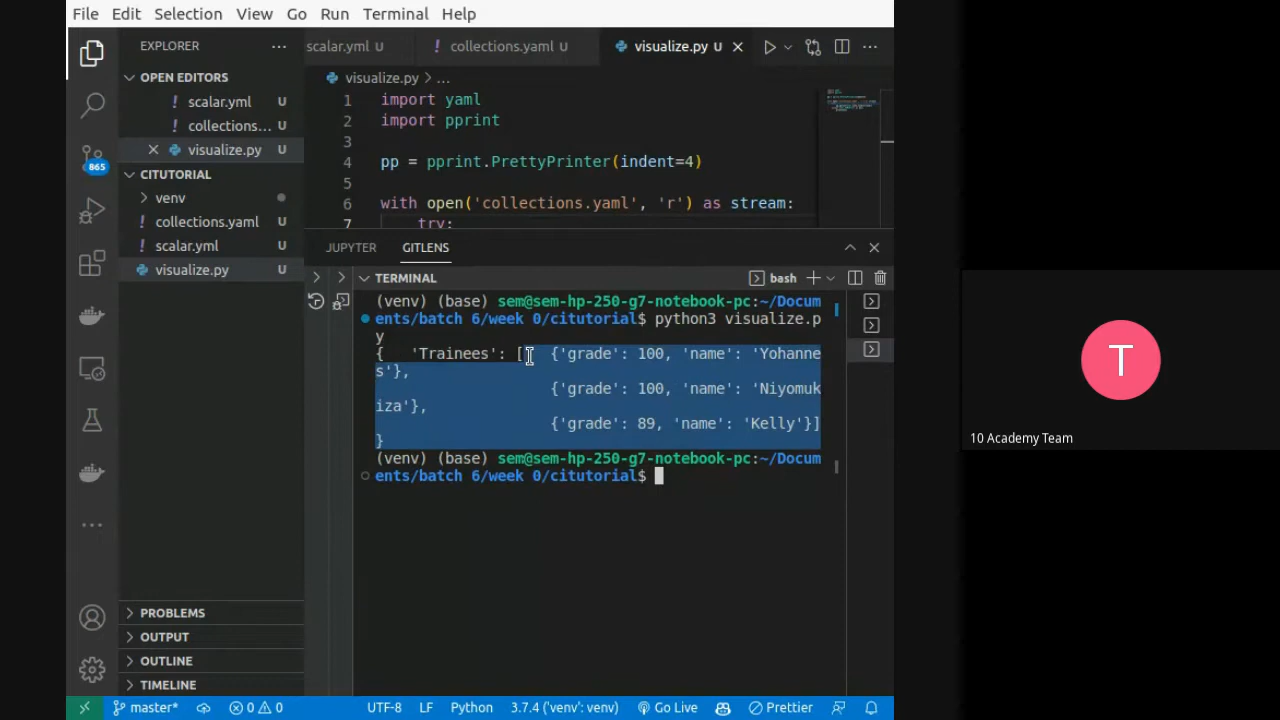 File Edit Selection View Go Run Terminal Help
EXPLORER
OPEN EDITORS
scalar.yml U
collections... U
visualize.py U
CITUTORIAL
venv
collections.yaml U
scalar.yml U
visualize.py U
PROBLEMS
OUTPUT
OUTLINE
TIMELINE
865
scalar.yml U
collections.yaml U
visualize.py U
visualize.py > ...
1 import yaml
2 import pprint
3
4 pp = pprint.PrettyPrinter(indent=4)
5
6 with open('collections.yaml', 'r') as stream:
7 try:
JUPYTER GITLENS
TERMINAL
bash
(venv) (base) sem@sem-hp-250-g7-notebook-pc:~/Docum
ents/batch 6/week 0/citutorial$ python3 visualize.p
y
{ 'Trainees': [ {'grade': 100, 'name': 'Yohanne
s'},
{'grade': 100, 'name': 'Niyomuk
iza'},
{'grade': 89, 'name': 'Kelly'}]
}
(venv) (base) sem@sem-hp-250-g7-notebook-pc:~/Docum
ents/batch 6/week 0/citutorial$
master* 0 0 UTF-8 LF Python 3.7.4 ('venv': venv) Go Live Prettier
T
10 Academy Team